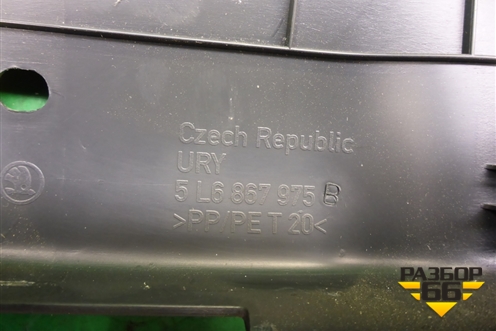 Czech Republic
URY
5L6 867 975 B
>PP/PE T 20<
РАЗБОР
66